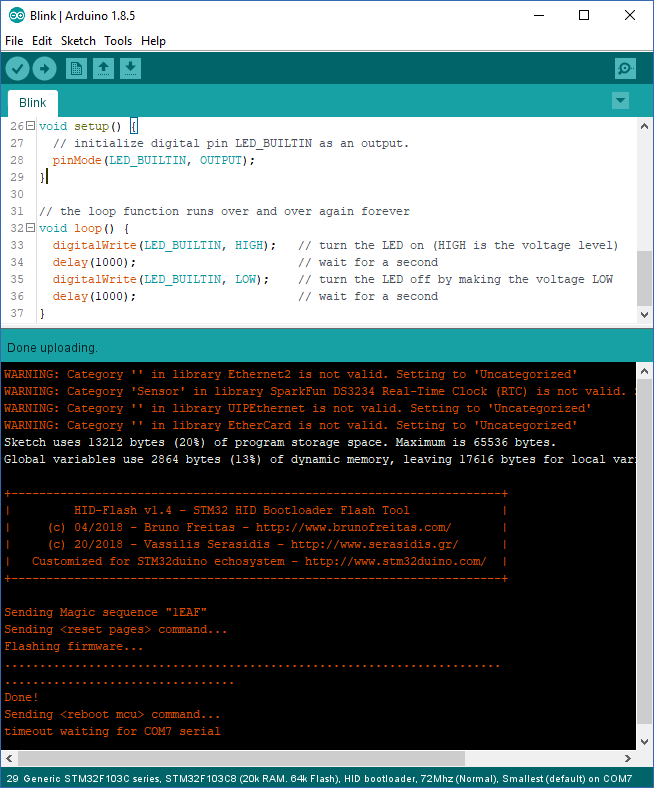 Blink | Arduino 1.8.5
File Edit Sketch Tools Help
Blink
26 void setup() {
27 // initialize digital pin LED_BUILTIN as an output.
28 pinMode(LED_BUILTIN, OUTPUT);
29 }
30
31 // the loop function runs over and over again forever
32 void loop() {
33 digitalWrite(LED_BUILTIN, HIGH); // turn the LED on (HIGH is the voltage level)
34 delay(1000); // wait for a second
35 digitalWrite(LED_BUILTIN, LOW); // turn the LED off by making the voltage LOW
36 delay(1000); // wait for a second
37 }
Done uploading.
WARNING: Category '' in library Ethernet2 is not valid. Setting to 'Uncategorized'
WARNING: Category 'Sensor' in library SparkFun DS3234 Real-Time Clock (RTC) is not valid.
WARNING: Category '' in library UIPEthernet is not valid. Setting to 'Uncategorized'
WARNING: Category '' in library EtherCard is not valid. Setting to 'Uncategorized'
Sketch uses 13212 bytes (20%) of program storage space. Maximum is 65536 bytes.
Global variables use 2864 bytes (13%) of dynamic memory, leaving 17616 bytes for local vari
+----------------------------------------------------------------------+
| HID-Flash v1.4 - STM32 HID Bootloader Flash Tool |
| (c) 04/2018 - Bruno Freitas - http://www.brunofreitas.com/ |
| (c) 20/2018 - Vassilis Serasidis - http://www.serasidis.gr/ |
| Customized for STM32duino echosystem - http://www.stm32duino.com/ |
+----------------------------------------------------------------------+
Sending Magic sequence "1EAF"
Sending <reset pages> command...
Flashing firmware...
.......................................................................
.................................
Done!
Sending <reboot mcu> command...
timeout waiting for COM7 serial
29 Generic STM32F103C series, STM32F103C8 (20k RAM. 64k Flash), HID bootloader, 72Mhz (Normal), Smallest (default) on COM7